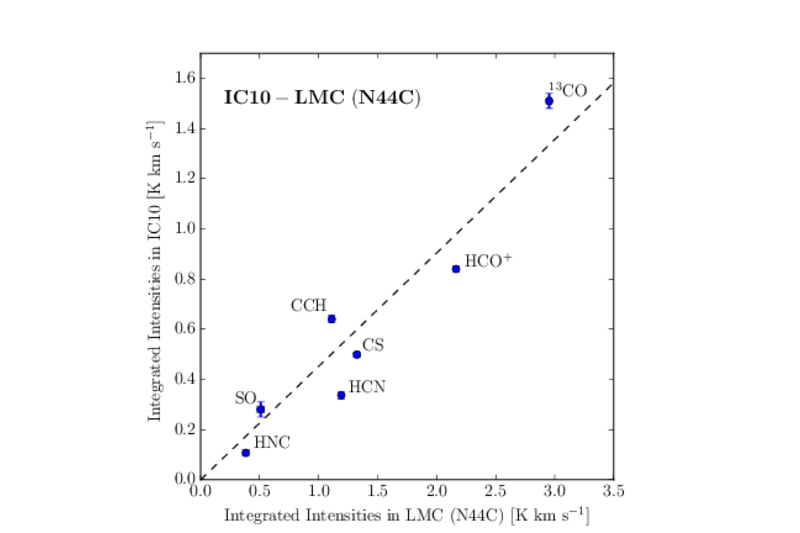 IC10 – LMC (N44C)
¹³CO
HCO⁺
CCH
CS
HCN
SO
HNC
1.6
1.4
1.2
1.0
0.8
0.6
0.4
0.2
0.0
0.0 0.5 1.0 1.5 2.0 2.5 3.0 3.5
Integrated Intensities in IC10 [K km s⁻¹]
Integrated Intensities in LMC (N44C) [K km s⁻¹]